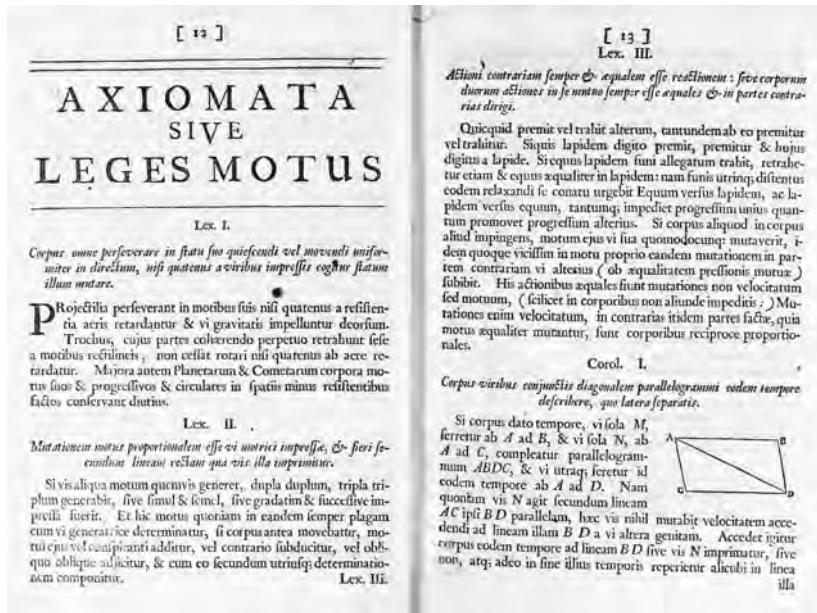 [ 12 ]
AXIOMATA
SIVE
LEGES MOTUS
Lex. I.
Corpus omne perseverare in statu suo quiescendi vel movendi unifor-
miter in directum, nisi quatenus a viribus impressis cogitur statum
illum mutare.
PRojectilia perseverant in motibus suis nisi quatenus a resisten-
tia aeris retardantur & vi gravitatis impelluntur deorsum.
Trochus, cujus partes cohærendo perpetuo retrahunt sese
a motibus rectilineis, non cessat rotari nisi quatenus ab aere re-
tardatur. Majora autem Planetarum & Cometarum corpora mo-
tus suos & progressivos & circulares in spatiis minus resistentibus
factos conservant diutius.
Lex. II.
Mutationem motus proportionalem esse vi motrici impressæ, & fieri se-
cundum lineam rectam qua vis illa imprimitur.
Si vis aliqua motum quemvis generet, dupla duplum, tripla tri-
plum generabit, sive simul & semel, sive gradatim & successive im-
pressa fuerit. Et hic motus quoniam in eandem semper plagam
cum vi generatrice determinatur, si corpus antea movebatur, mo-
tui ejus vel conspiranti additur, vel contrario subducitur, vel obli-
quo oblique adjicitur, & cum eo secundum utriusq; determinatio-
nem componitur. Lex. III.
[ 13 ]
Lex. III.
Actioni contrariam semper & æqualem esse reactionem : sive corporum
duorum actiones in se mutuo semper esse æquales & in partes contra-
rias dirigi.
Quicquid premit vel trahit alterum, tantundem ab eo premitur
vel trahitur. Siquis lapidem digito premit, premitur & hujus
digitus a lapide. Si equus lapidem funi allegatum trahit, retrahe-
tur etiam & equus æqualiter in lapidem: nam funis utrinq; distentus
eodem relaxandi se conatu urgebit Equum versus lapidem, ac la-
pidem versus equum, tantumq; impediet progressum unius quan-
tum promovet progressum alterius. Si corpus aliquod in corpus
aliud impingens, motum ejus vi sua quomodocunq: mutaverit, i-
dem quoque vicissim in motu proprio eandem mutationem in par-
tem contrariam vi alterius ( ob æqualitatem pressionis mutuæ )
subibit. His actionibus æquales fiunt mutationes non velocitatum
sed motuum, ( scilicet in corporibus non aliunde impeditis : ) Mu-
tationes enim velocitatum, in contrarias itidem partes factæ, quia
motus æqualiter mutantur, sunt corporibus reciproce proportio-
nales.
Corol. I.
Corpus viribus conjunctis diagonalem parallelogrammi eodem tempore
describere, quo latera separatis.
Si corpus dato tempore, vi sola M,
ferretur ab A ad B, & vi sola N, ab
A ad C, compleatur parallelogram-
mum ABDC, & vi utraq; feretur id
eodem tempore ab A ad D. Nam
quoniam vis N agit secundum lineam
AC ipsi BD parallelam, hæc vis nihil mutabit velocitatem acce-
dendi ad lineam illam BD a vi altera genitam. Accedet igitur
corpus eodem tempore ad lineam BD sive vis N imprimatur, sive
non, atq; adeo in fine illius temporis reperietur alicubi in linea
illa
A
B
C
D